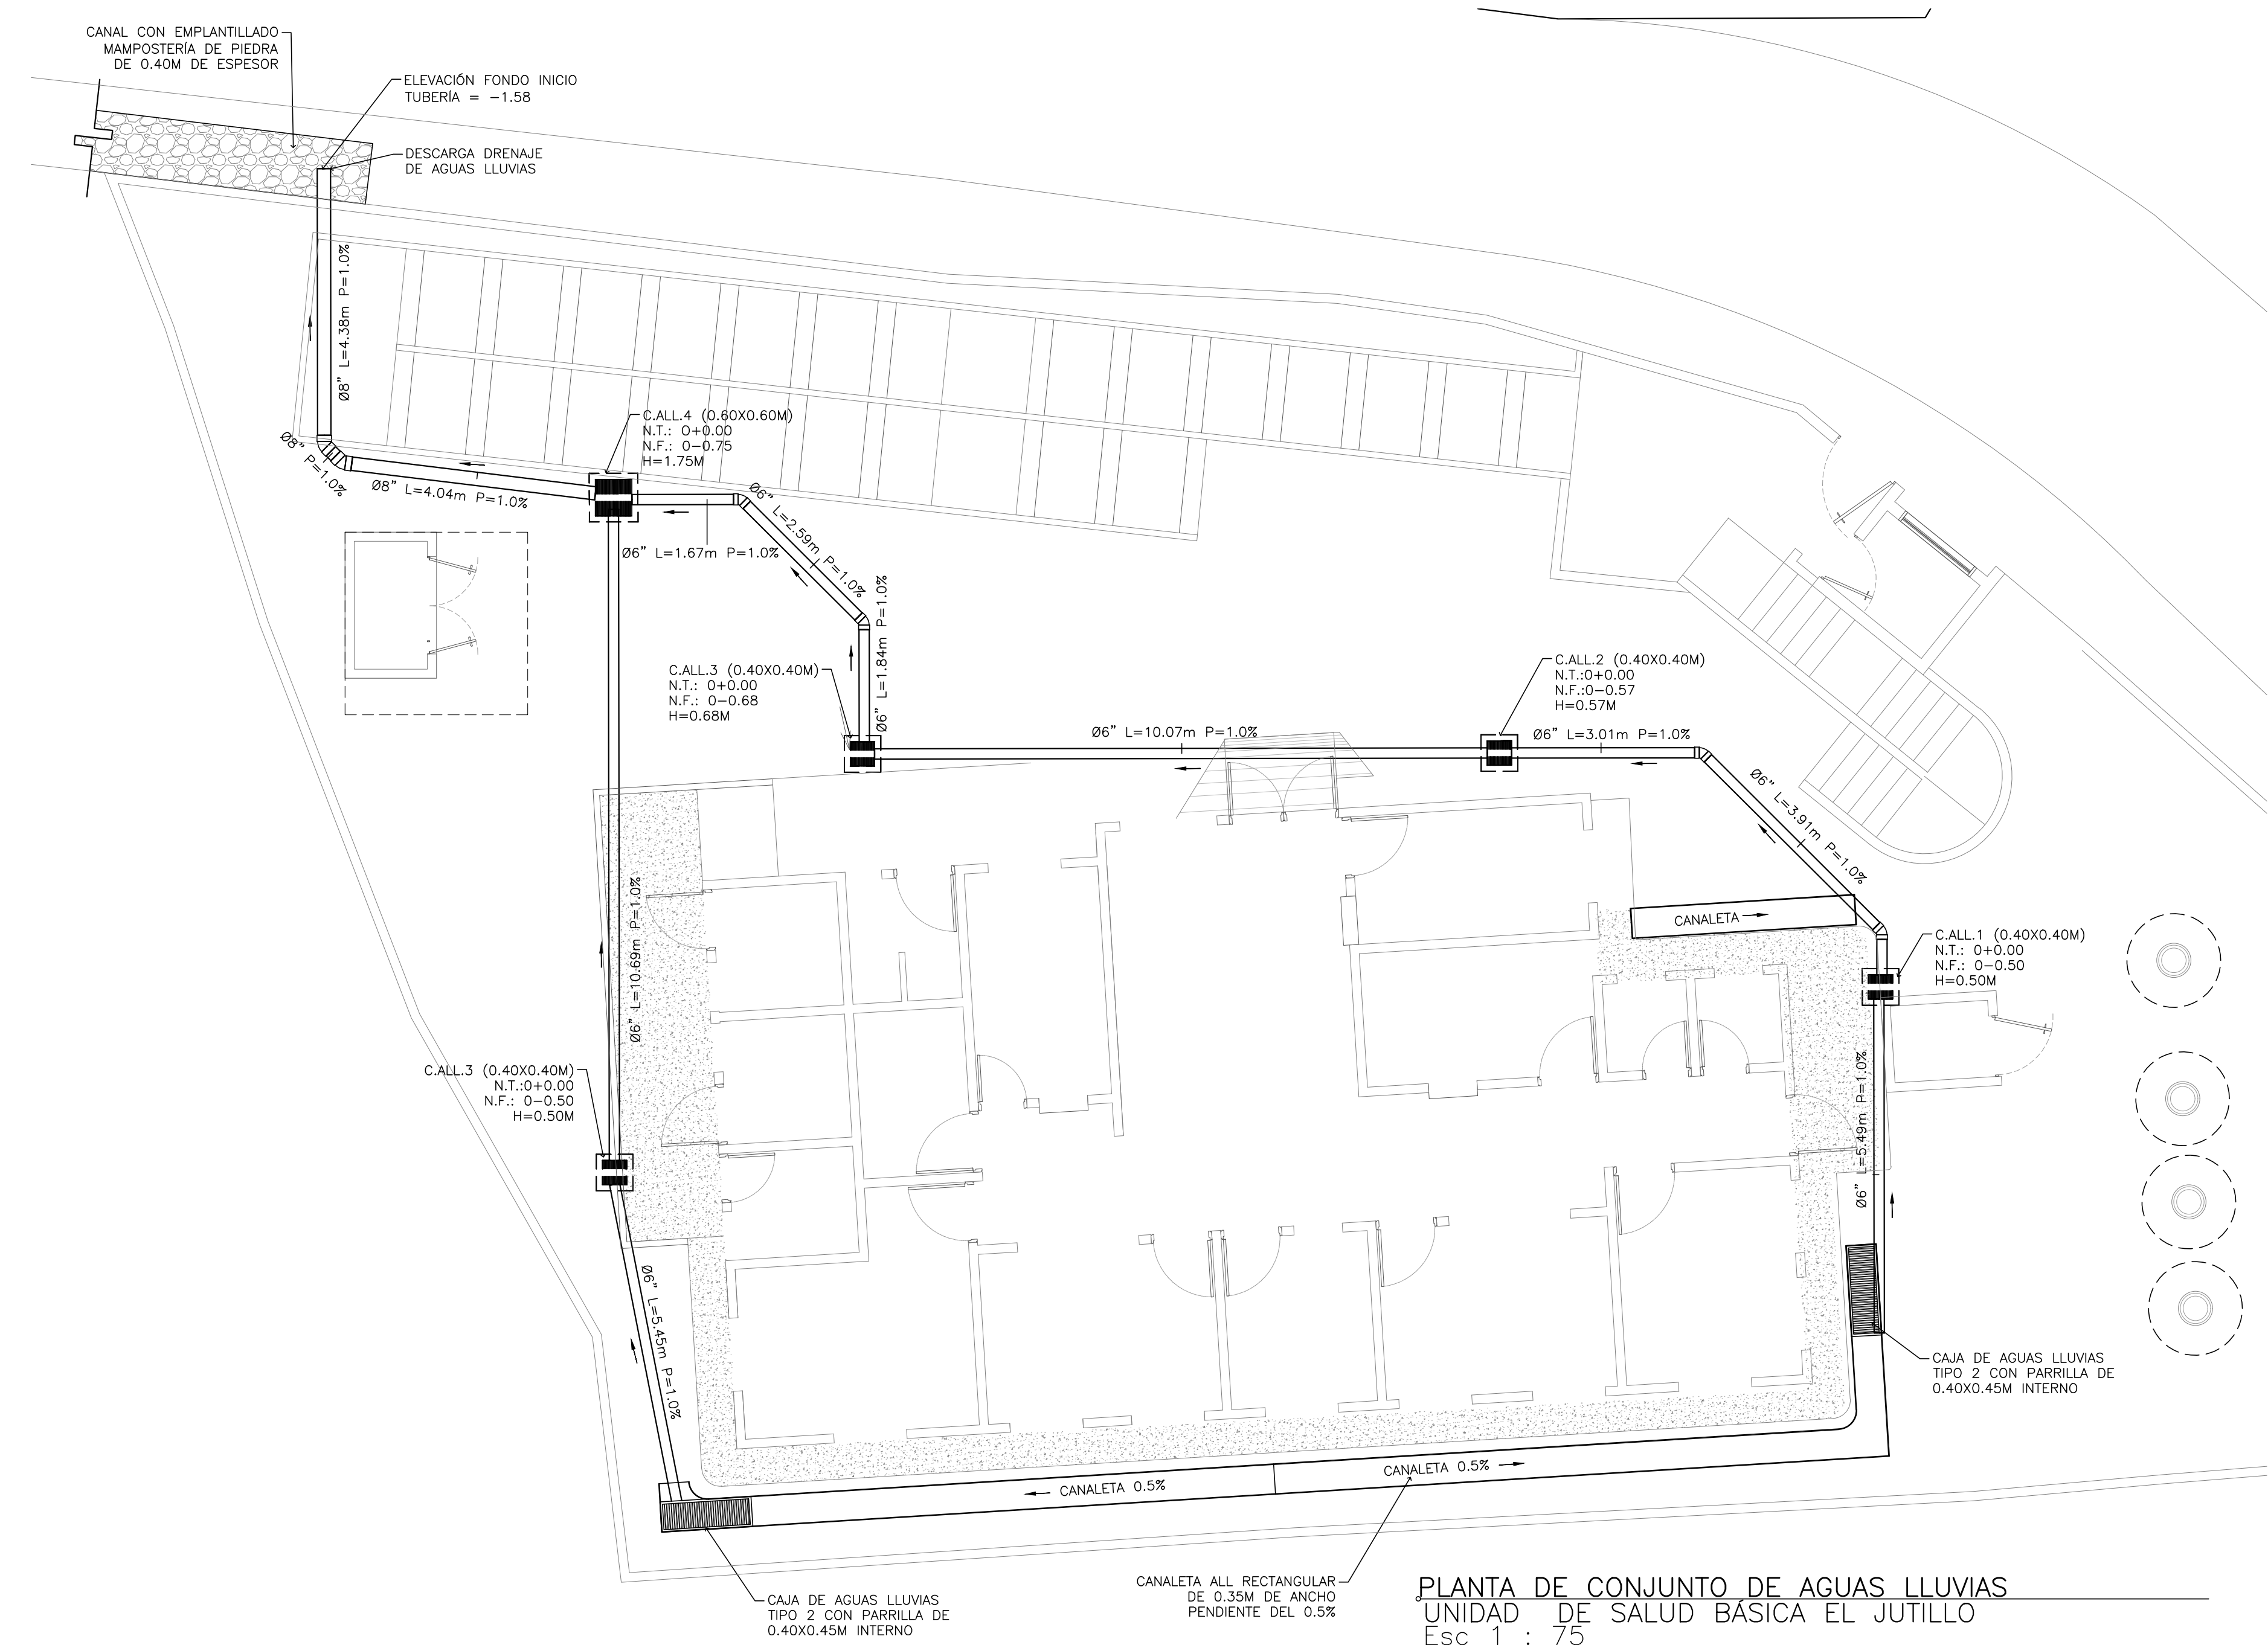 CANAL CON EMPLANTILLADO
MAMPOSTERÍA DE PIEDRA
DE 0.40M DE ESPESOR
ELEVACIÓN FONDO INICIO
TUBERÍA = -1.58
DESCARGA DRENAJE
DE AGUAS LLUVIAS
Ø8" L=4.38m P=1.0%
Ø8" P=1.0%
Ø8" L=4.04m P=1.0%
C.ALL.4 (0.60X0.60M)
N.T.: 0+0.00
N.F.: 0-0.75
H=1.75M
Ø6" L=1.67m P=1.0%
Ø6" L=2.59m P=1.0%
Ø6" L=1.84m P=1.0%
C.ALL.3 (0.40X0.40M)
N.T.: 0+0.00
N.F.: 0-0.68
H=0.68M
Ø6" L=10.07m P=1.0%
C.ALL.2 (0.40X0.40M)
N.T.:0+0.00
N.F.:0-0.57
H=0.57M
Ø6" L=3.01m P=1.0%
Ø6" L=3.91m P=1.0%
CANALETA
C.ALL.1 (0.40X0.40M)
N.T.: 0+0.00
N.F.: 0-0.50
H=0.50M
Ø6" L=10.69m P=1.0%
C.ALL.3 (0.40X0.40M)
N.T.:0+0.00
N.F.: 0-0.50
H=0.50M
Ø6" L=5.49m P=1.0%
Ø6" L=5.45m P=1.0%
CAJA DE AGUAS LLUVIAS
TIPO 2 CON PARRILLA DE
0.40X0.45M INTERNO
CANALETA 0.5%
CANALETA 0.5%
CAJA DE AGUAS LLUVIAS
TIPO 2 CON PARRILLA DE
0.40X0.45M INTERNO
CANALETA ALL RECTANGULAR
DE 0.35M DE ANCHO
PENDIENTE DEL 0.5%
PLANTA DE CONJUNTO DE AGUAS LLUVIAS
UNIDAD DE SALUD BÁSICA EL JUTILLO
Esc 1 : 75